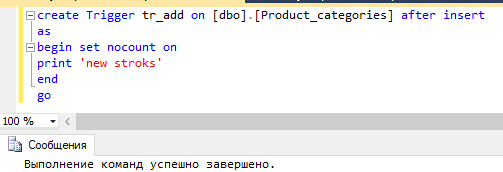 create Trigger tr_add on [dbo].[Product_categories] after insert
as
begin set nocount on
print 'new stroks'
end
go
100 %
Сообщения
Выполнение команд успешно завершено.